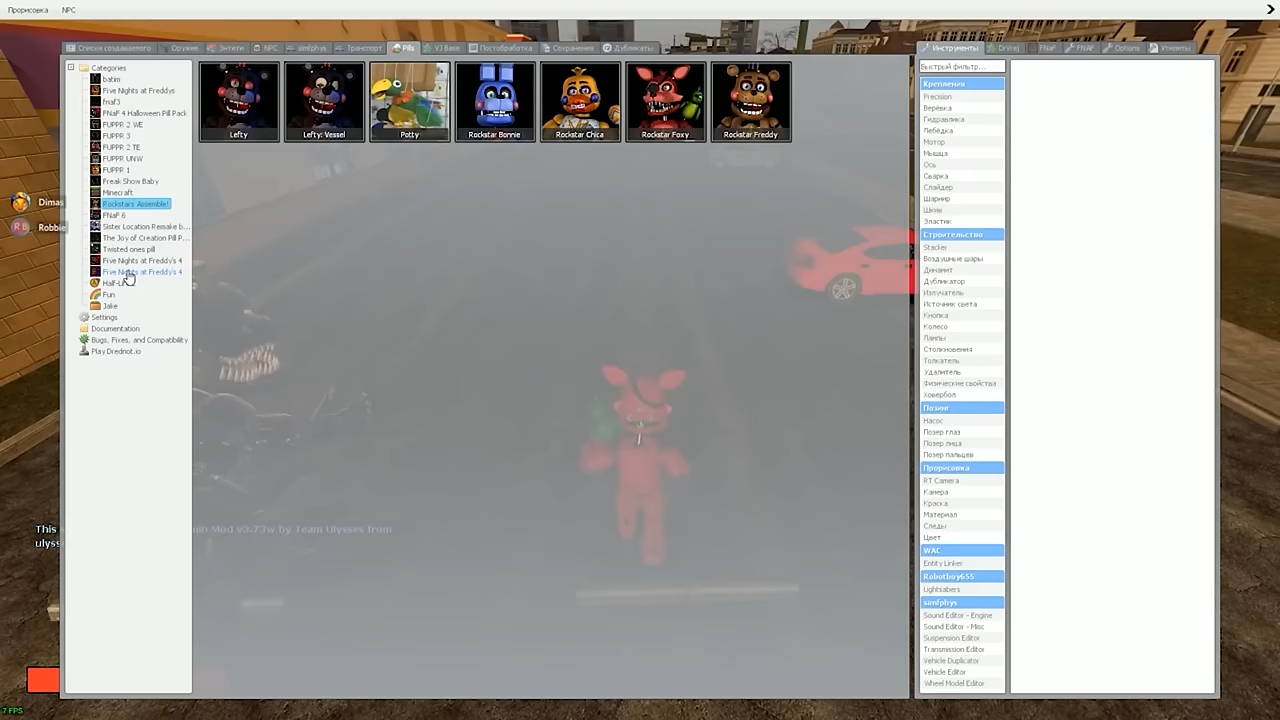 Прорисовка NPC
Списки создаваемого Оружие Энтити NPC simfphys Транспорт Pills VJ Base Постобработка Сохранения Дубликаты
Инструменты Drive] FNaF FNAF Options Утилиты
Categories
batim
Five Nights at Freddys
fnaf3
FNaF 4 Halloween Pill Pack
FUPPR 2 WE
FUPPR 3
FUPPR 2 TE
FUPPR UNW
FUPPR 1
Freak Show Baby
Minecraft
Rockstars Assemble!
FNaF 6
Sister Location Remake b...
The Joy of Creation Pill P...
Twisted ones pill
Five Nights at Freddy's 4
Five Nights at Freddy's 4
Half-Li
Fun
Jake
Settings
Documentation
Bugs, Fixes, and Compatibility
Play Drednot.io
Lefty
Lefty: Vessel
Potty
Rockstar Bonnie
Rockstar Chica
Rockstar Foxy
Rockstar Freddy
Dimas
RB Robbie
This
min Mod v3.73w by Team Ulysses from
ulyss
7 FPS
Быстрый фильтр...
Крепления
Precision
Верёвка
Гидравлика
Лебёдка
Мотор
Мышца
Ось
Сварка
Слайдер
Шарнир
Шкив
Эластик
Строительство
Stacker
Воздушные шары
Динамит
Дубликатор
Излучатель
Источник света
Кнопка
Колесо
Лампы
Столкновения
Толкатель
Удалитель
Физические свойства
Ховербол
Позинг
Насос
Позер глаз
Позер лица
Позер пальцев
Прорисовка
RT Camera
Камера
Краска
Материал
Следы
Цвет
WAC
Entity Linker
Robotboy655
Lightsabers
simfphys
Sound Editor - Engine
Sound Editor - Misc
Suspension Editor
Transmission Editor
Vehicle Duplicator
Vehicle Editor
Wheel Model Editor